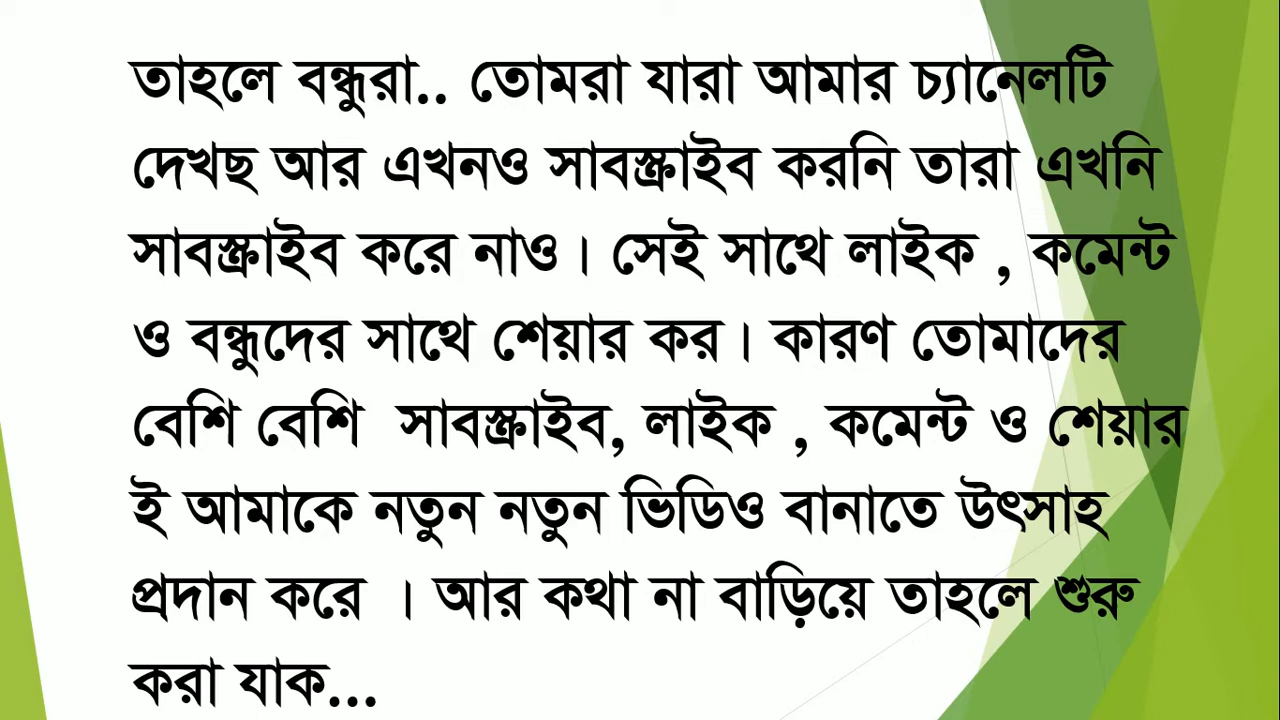 তাহলে বন্ধুরা.. তোমরা যারা আমার চ্যানেলটি
দেখছ আর এখনও সাবস্ক্রাইব করনি তারা এখনি
সাবস্ক্রাইব করে নাও। সেই সাথে লাইক , কমেন্ট
ও বন্ধুদের সাথে শেয়ার কর। কারণ তোমাদের
বেশি বেশি সাবস্ক্রাইব, লাইক , কমেন্ট ও শেয়ার
ই আমাকে নতুন নতুন ভিডিও বানাতে উৎসাহ
প্রদান করে । আর কথা না বাড়িয়ে তাহলে শুরু
করা যাক...